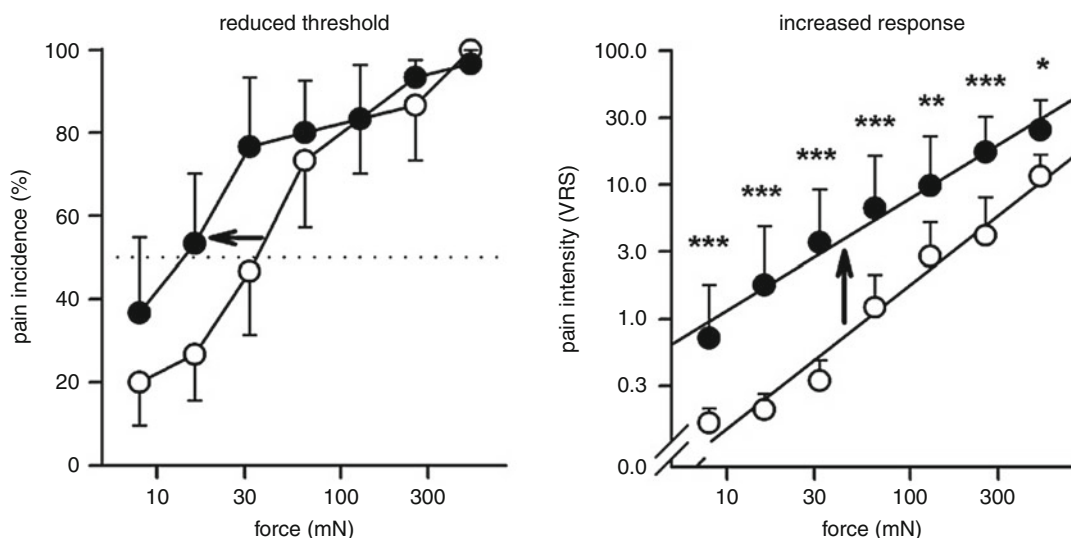 reduced threshold
pain incidence (%)
100
80
60
40
20
0
10 30 100 300
force (mN)
increased response
pain intensity (VRS)
100.0
30.0
10.0
3.0
1.0
0.3
0.0
*** *** *** *** ** *** *
10 30 100 300
force (mN)